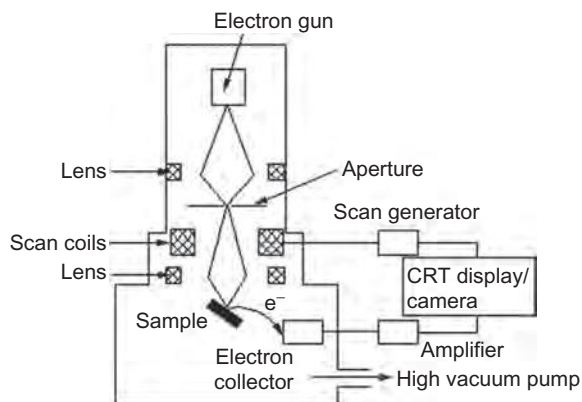 Electron gun
Lens
Aperture
Scan generator
Scan coils
Lens
CRT display/
camera
Sample
e⁻
Electron
collector
Amplifier
High vacuum pump